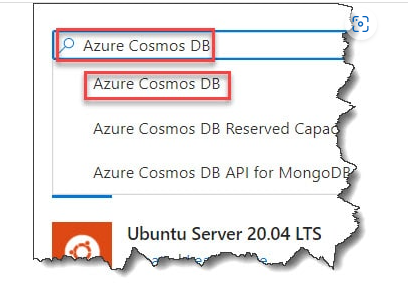 Azure Cosmos DB
Azure Cosmos DB
Azure Cosmos DB Reserved
Azure Cosmos DB API for MongoDB
Ubuntu Server 20.04 LTS